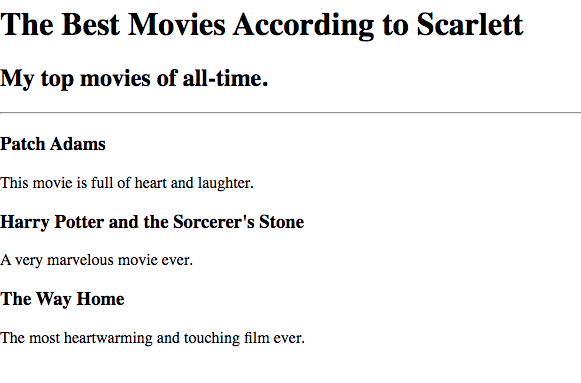 The Best Movies According to Scarlett
My top movies of all-time.
Patch Adams
This movie is full of heart and laughter.
Harry Potter and the Sorcerer's Stone
A very marvelous movie ever.
The Way Home
The most heartwarming and touching film ever.